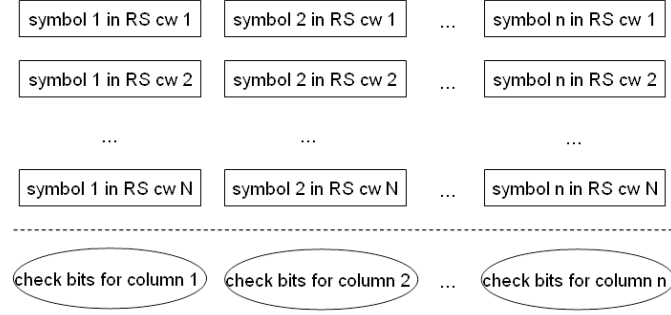 symbol 1 in RS cw 1 symbol 2 in RS cw 1 ... symbol n in RS cw 1
symbol 1 in RS cw 2 symbol 2 in RS cw 2 ... symbol n in RS cw 2
... ... ...
symbol 1 in RS cw N symbol 2 in RS cw N ... symbol n in RS cw N
check bits for column 1 check bits for column 2 ... check bits for column n